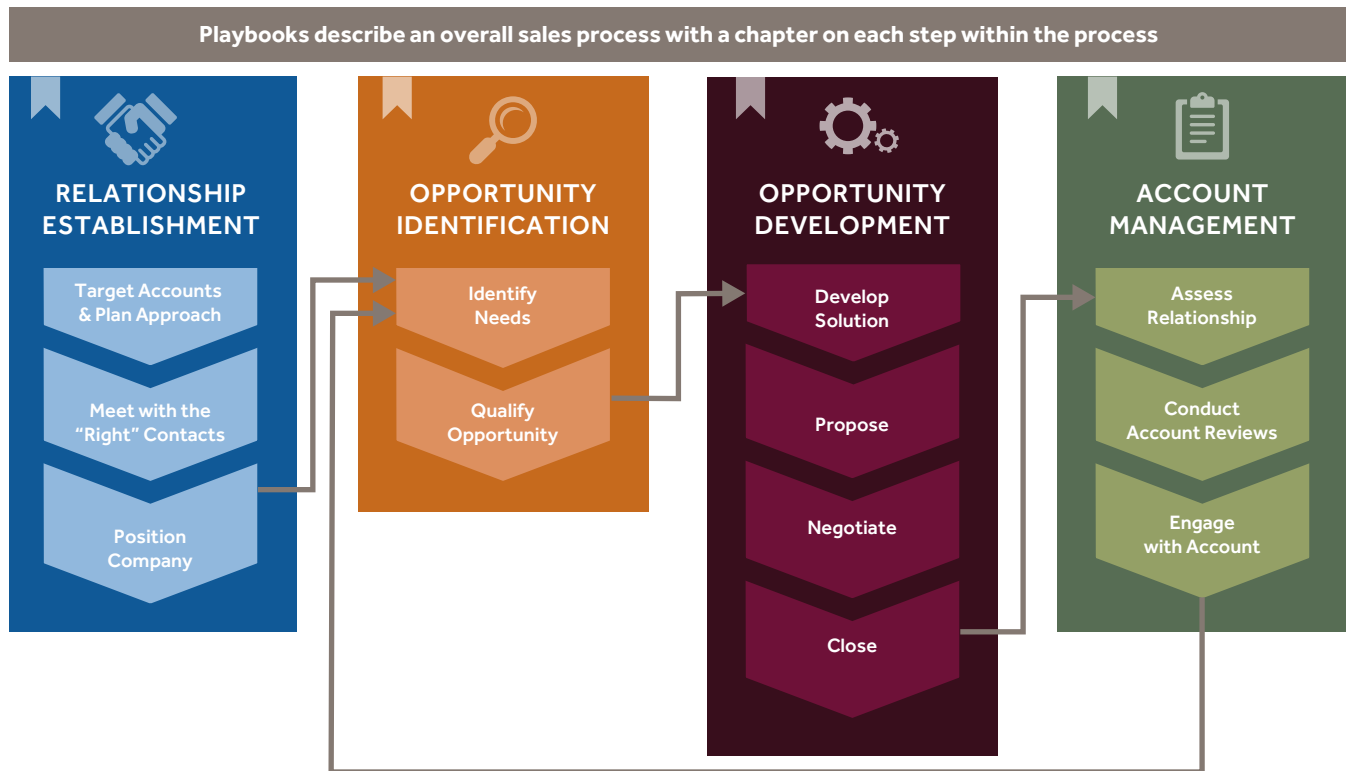 Playbooks describe an overall sales process with a chapter on each step within the process
RELATIONSHIP
ESTABLISHMENT
Target Accounts
& Plan Approach
Meet with the
“Right” Contacts
Position
Company
OPPORTUNITY
IDENTIFICATION
Identify
Needs
Qualify
Opportunity
OPPORTUNITY
DEVELOPMENT
Develop
Solution
Propose
Negotiate
Close
ACCOUNT
MANAGEMENT
Assess
Relationship
Conduct
Account Reviews
Engage
with Account